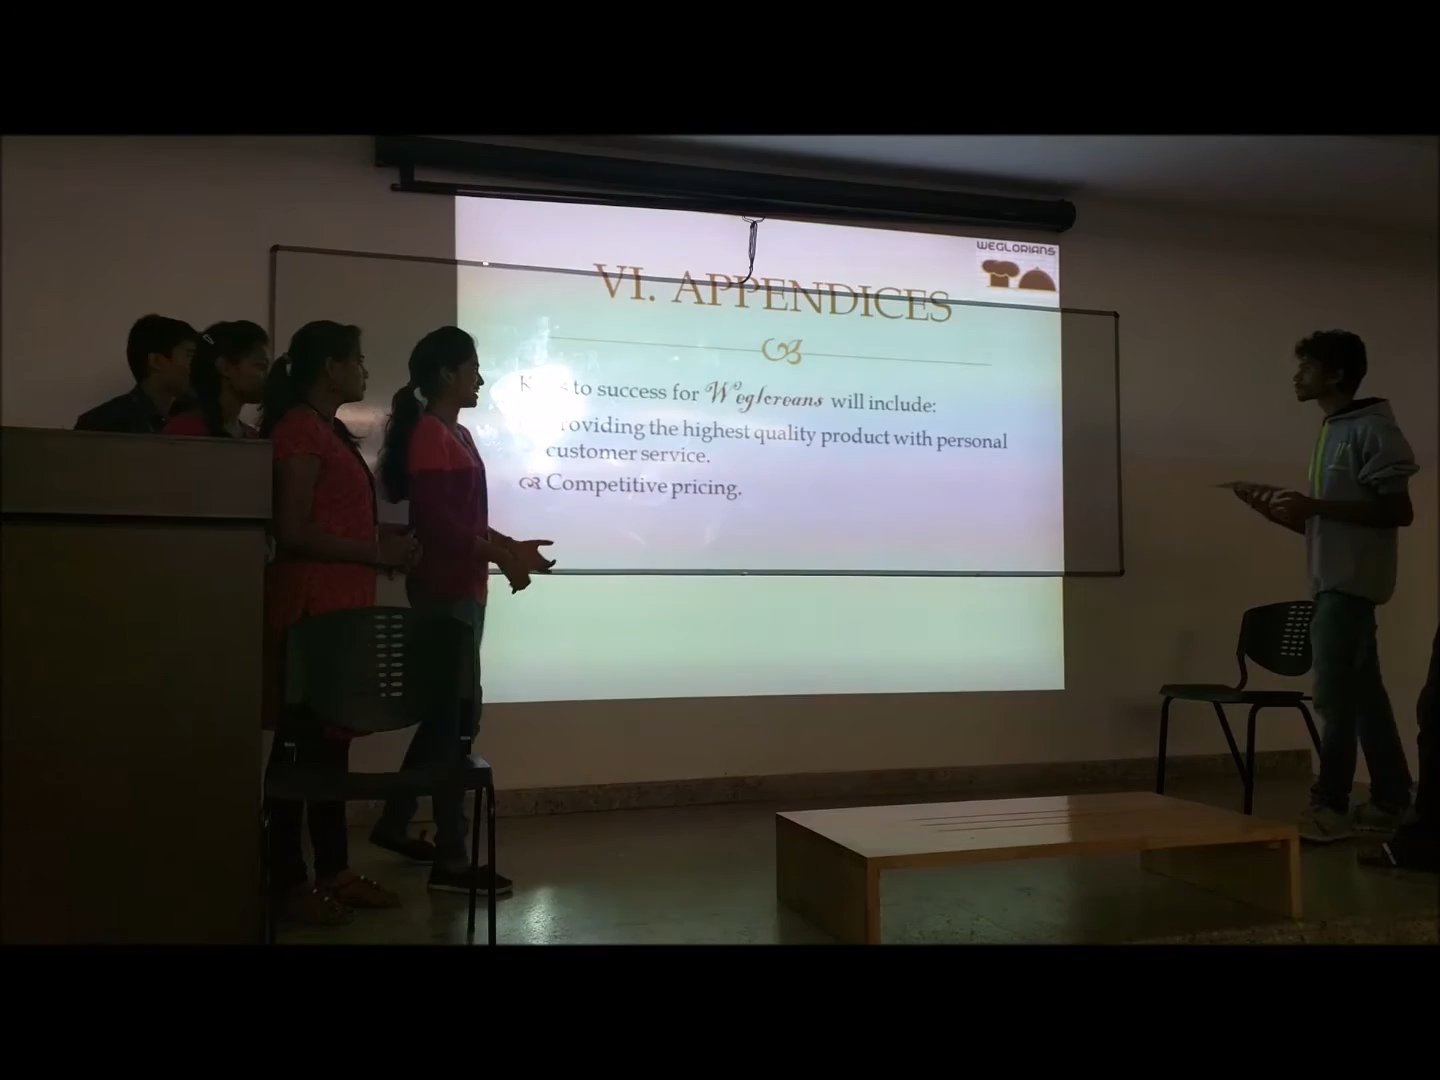 WEGLORIANS
VI. APPENDICES
to success for Weglcreans will include:
roviding the highest quality product with personal
customer service.
Competitive pricing.